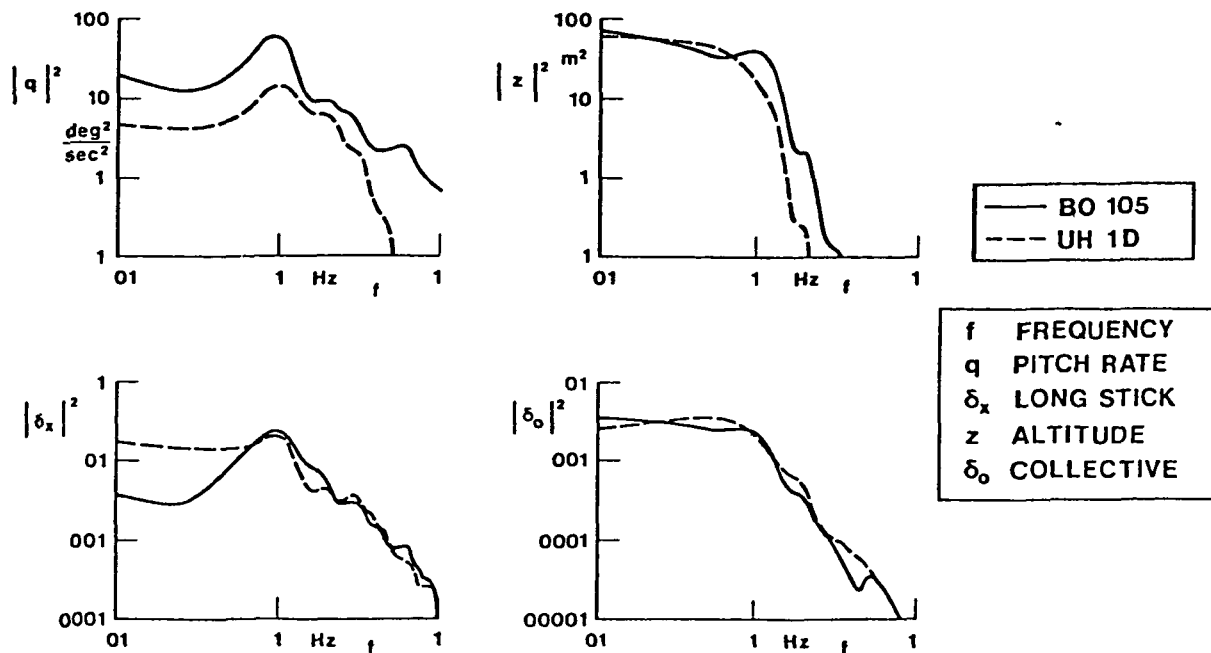 100
10
1
1
|q|²
deg²
sec²
01
1
Hz
f
1
100
10
1
1
|z|²
m²
01
1
Hz
f
1
BO 105
UH 1D
1
01
001
0001
|δx|²
01
1
Hz
f
1
01
001
0001
00001
|δo|²
01
1
Hz
f
1
f FREQUENCY
q PITCH RATE
δx LONG STICK
z ALTITUDE
δo COLLECTIVE